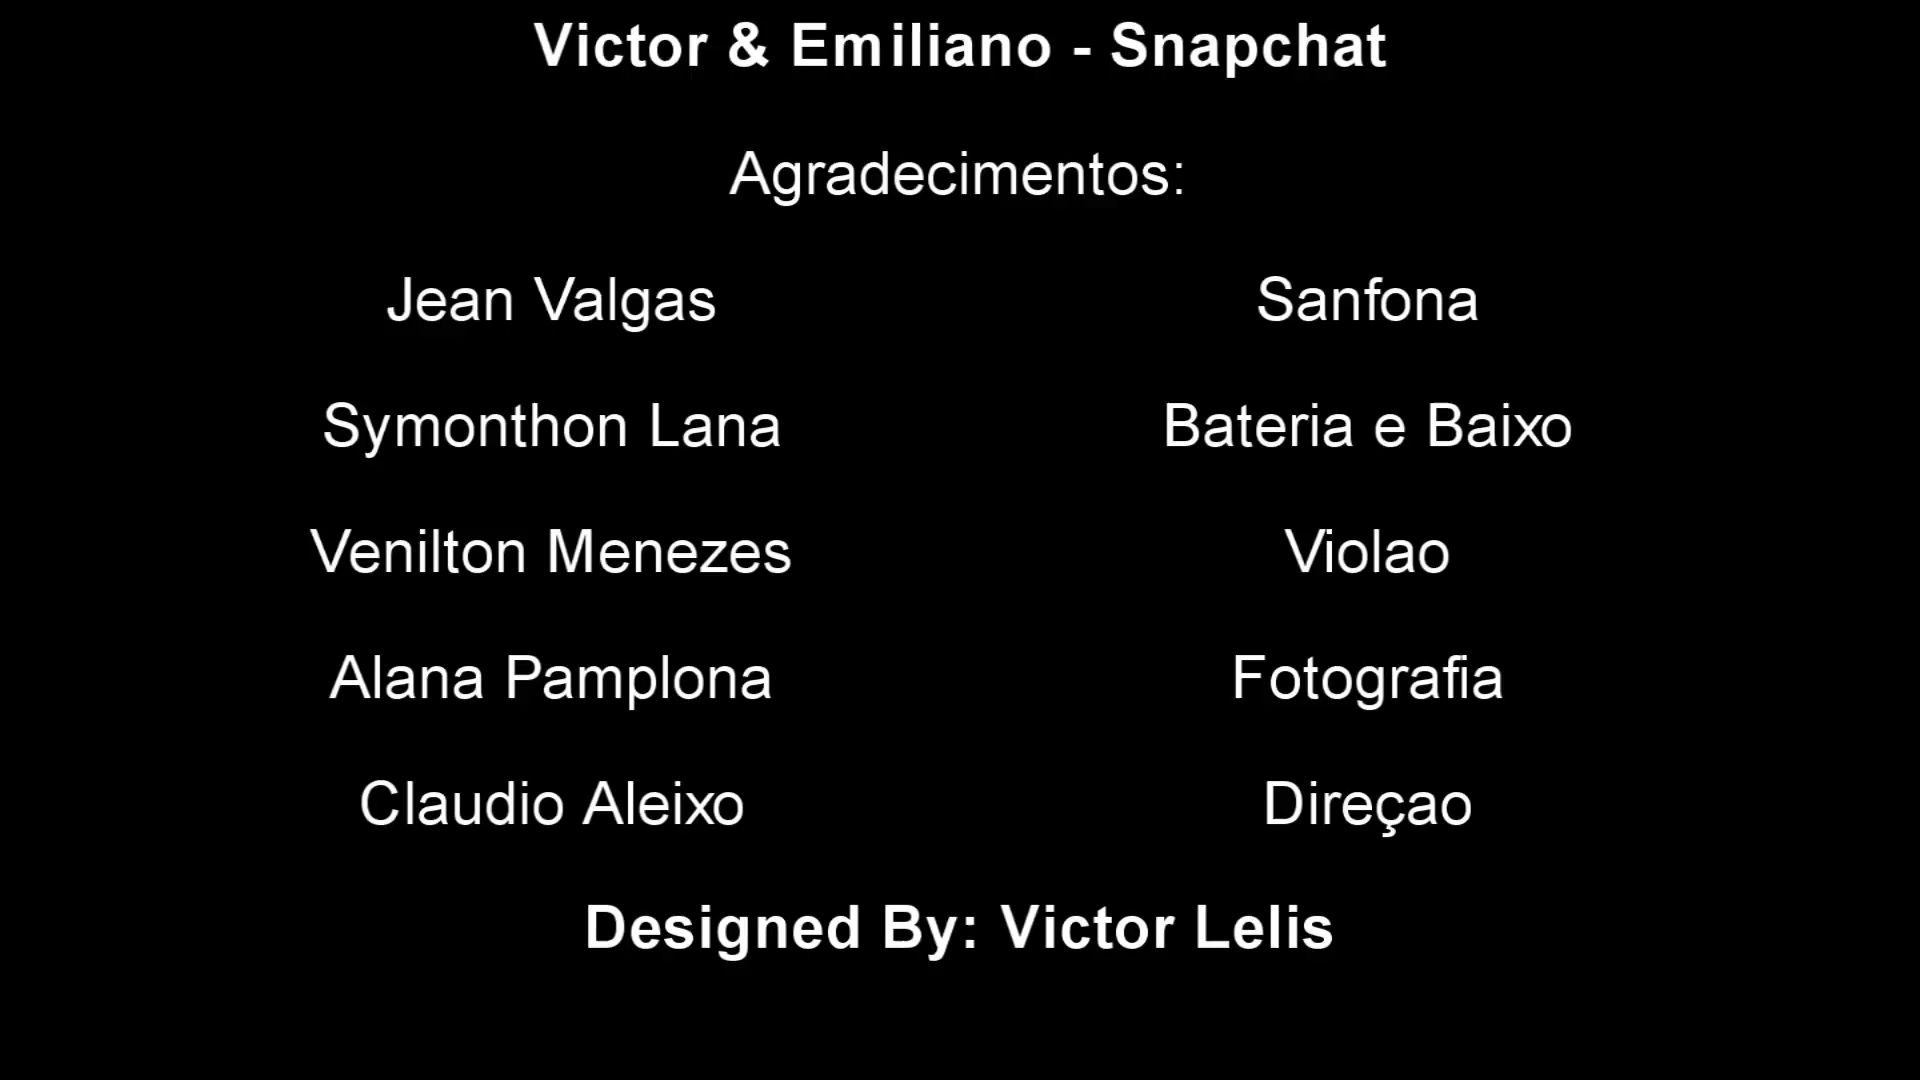 Victor & Emiliano - Snapchat
Agradecimentos:
Jean Valgas Sanfona
Symonthon Lana Bateria e Baixo
Venilton Menezes Violao
Alana Pamplona Fotografia
Claudio Aleixo Direçao
Designed By: Victor Lelis